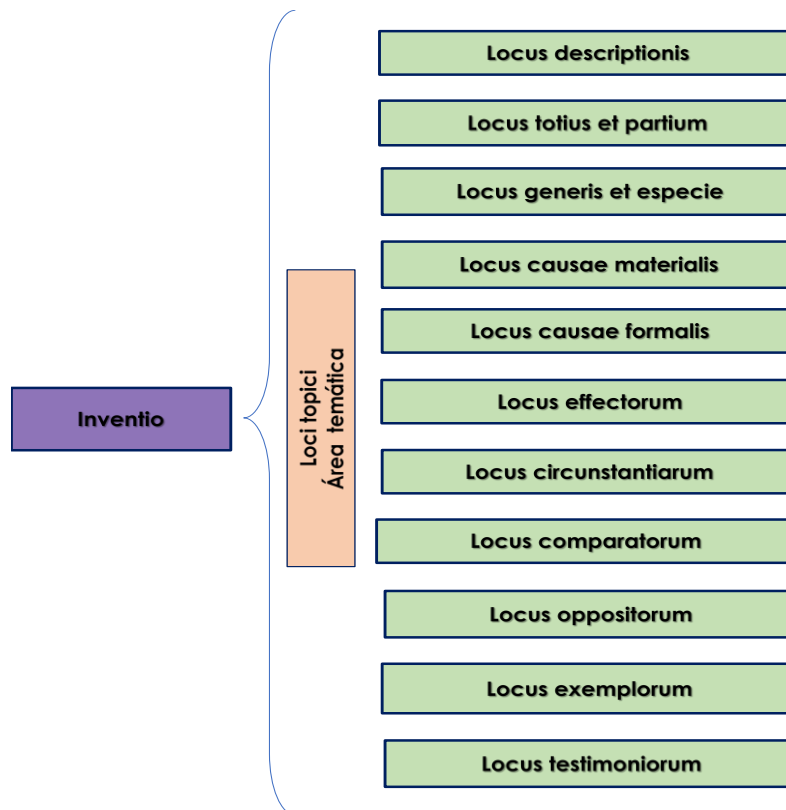 Inventio
Loci topici
Área temática
Locus descriptionis
Locus totius et partium
Locus generis et especie
Locus causae materialis
Locus causae formalis
Locus effectorum
Locus circunstantiarum
Locus comparatorum
Locus oppositorum
Locus exemplorum
Locus testimoniorum